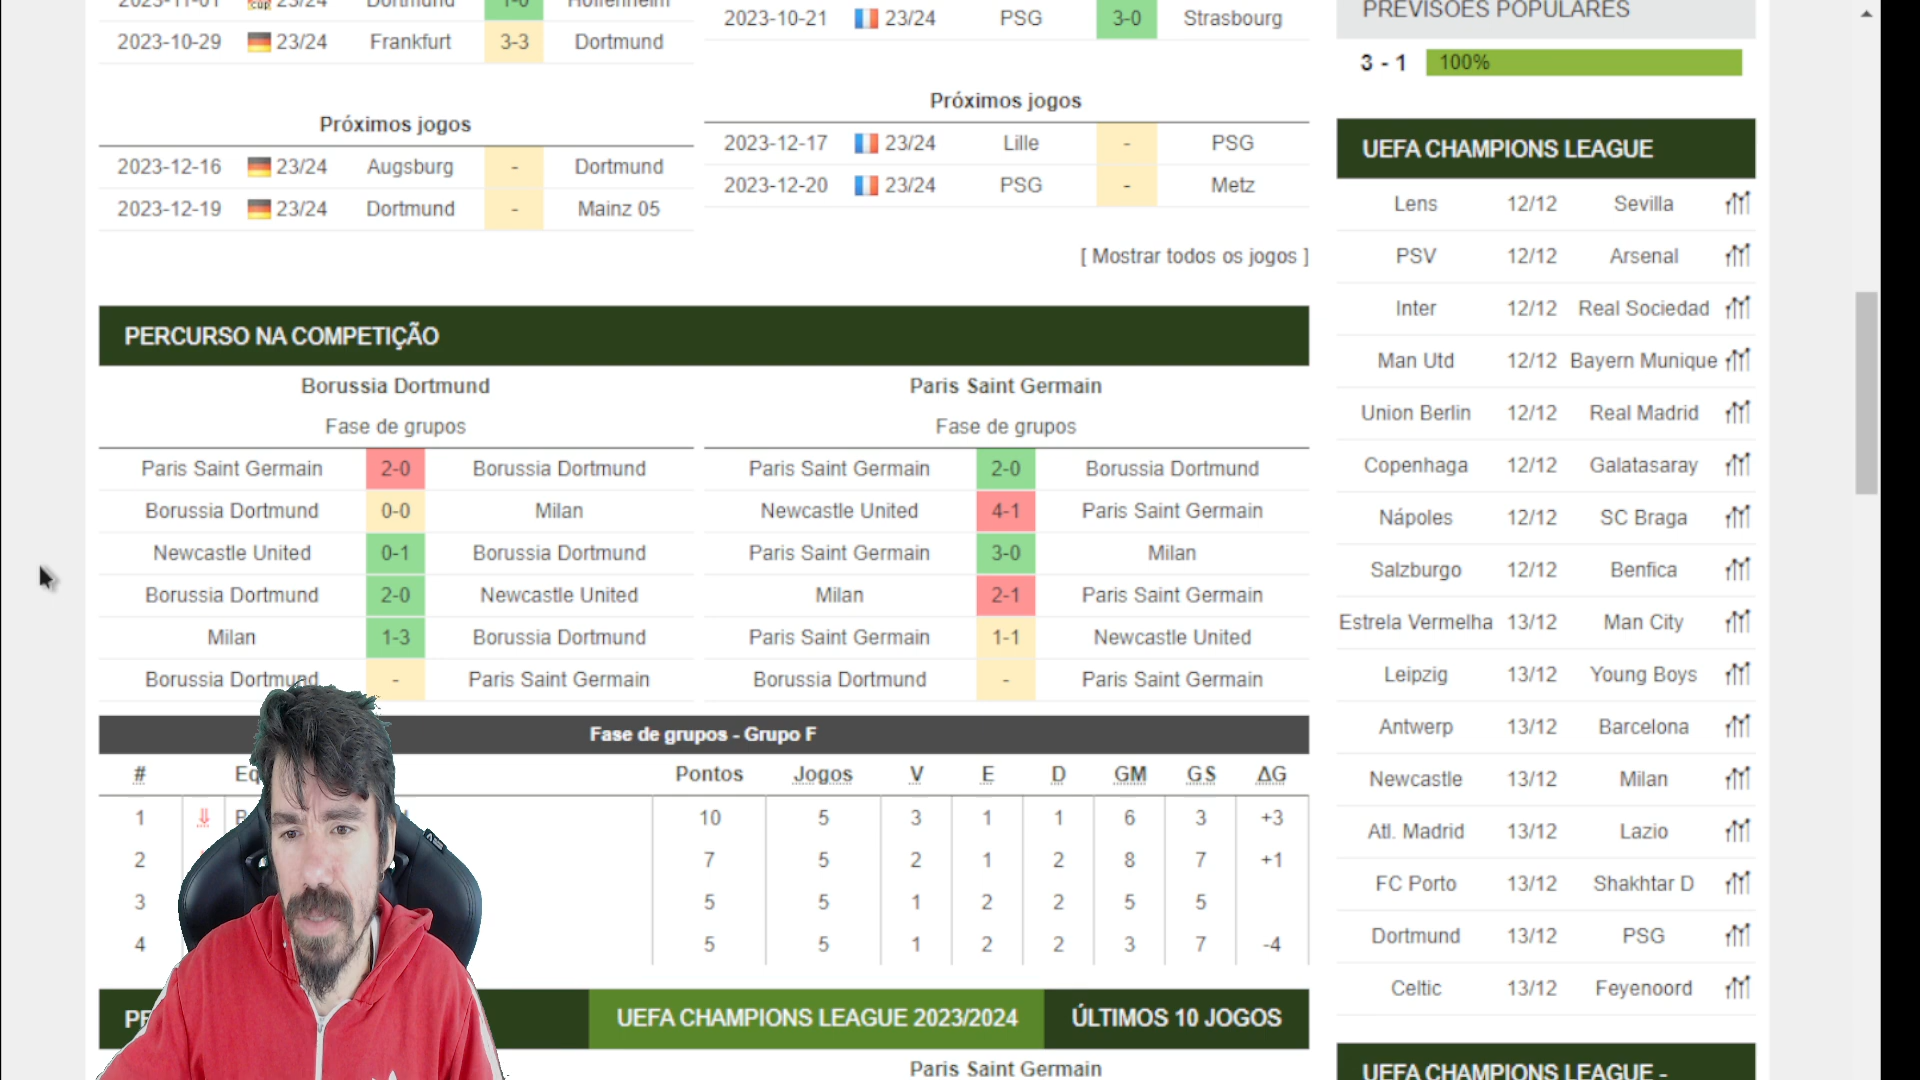 2023-10-29 23/24 Frankfurt 3-3 Dortmund
Próximos jogos
2023-12-16 23/24 Augsburg - Dortmund
2023-12-19 23/24 Dortmund - Mainz 05
2023-10-21 23/24 PSG 3-0 Strasbourg
Próximos jogos
2023-12-17 23/24 Lille - PSG
2023-12-20 23/24 PSG - Metz
[ Mostrar todos os jogos ]
PERCURSO NA COMPETIÇÃO
Borussia Dortmund
Fase de grupos
Paris Saint Germain 2-0 Borussia Dortmund
Borussia Dortmund 0-0 Milan
Newcastle United 0-1 Borussia Dortmund
Borussia Dortmund 2-0 Newcastle United
Milan 1-3 Borussia Dortmund
Borussia Dortmund - Paris Saint Germain
Paris Saint Germain
Fase de grupos
Paris Saint Germain 2-0 Borussia Dortmund
Newcastle United 4-1 Paris Saint Germain
Paris Saint Germain 3-0 Milan
Milan 2-1 Paris Saint Germain
Paris Saint Germain 1-1 Newcastle United
Borussia Dortmund - Paris Saint Germain
Fase de grupos - Grupo F
# Pontos Jogos V E D GM GS ΔG
1 10 5 3 1 1 6 3 +3
2 7 5 2 1 2 8 7 +1
3 5 5 1 2 2 5 5
4 5 5 1 2 2 3 7 -4
UEFA CHAMPIONS LEAGUE 2023/2024 ÚLTIMOS 10 JOGOS
Paris Saint Germain
PREVISÕES POPULARES
3 - 1 100%
UEFA CHAMPIONS LEAGUE
Lens 12/12 Sevilla
PSV 12/12 Arsenal
Inter 12/12 Real Sociedad
Man Utd 12/12 Bayern Munique
Union Berlin 12/12 Real Madrid
Copenhaga 12/12 Galatasaray
Nápoles 12/12 SC Braga
Salzburgo 12/12 Benfica
Estrela Vermelha 13/12 Man City
Leipzig 13/12 Young Boys
Antwerp 13/12 Barcelona
Newcastle 13/12 Milan
Atl. Madrid 13/12 Lazio
FC Porto 13/12 Shakhtar D
Dortmund 13/12 PSG
Celtic 13/12 Feyenoord
UEFA CHAMPIONS LEAGUE -